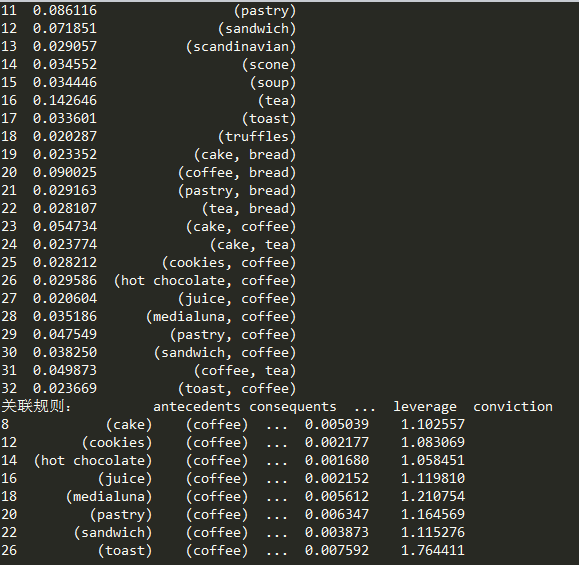 11  0.086116                 (pastry)
12  0.071851               (sandwich)
13  0.029057           (scandinavian)
14  0.034552                  (scone)
15  0.034446                   (soup)
16  0.142646                    (tea)
17  0.033601                  (toast)
18  0.020287               (truffles)
19  0.023352            (cake, bread)
20  0.090025          (coffee, bread)
21  0.029163          (pastry, bread)
22  0.028107             (tea, bread)
23  0.054734           (cake, coffee)
24  0.023774              (cake, tea)
25  0.028212        (cookies, coffee)
26  0.029586  (hot chocolate, coffee)
27  0.020604          (juice, coffee)
28  0.035186      (medialuna, coffee)
29  0.047549         (pastry, coffee)
30  0.038250       (sandwich, coffee)
31  0.049873            (coffee, tea)
32  0.023669          (toast, coffee)
关联规则:         antecedents consequents  ...  leverage  conviction
8            (cake)    (coffee)  ...  0.005039    1.102557
12        (cookies)    (coffee)  ...  0.002177    1.083069
14  (hot chocolate)    (coffee)  ...  0.001680    1.058451
16          (juice)    (coffee)  ...  0.002152    1.119810
18      (medialuna)    (coffee)  ...  0.005612    1.210754
20         (pastry)    (coffee)  ...  0.006347    1.164569
22       (sandwich)    (coffee)  ...  0.003873    1.115276
26          (toast)    (coffee)  ...  0.007592    1.764411